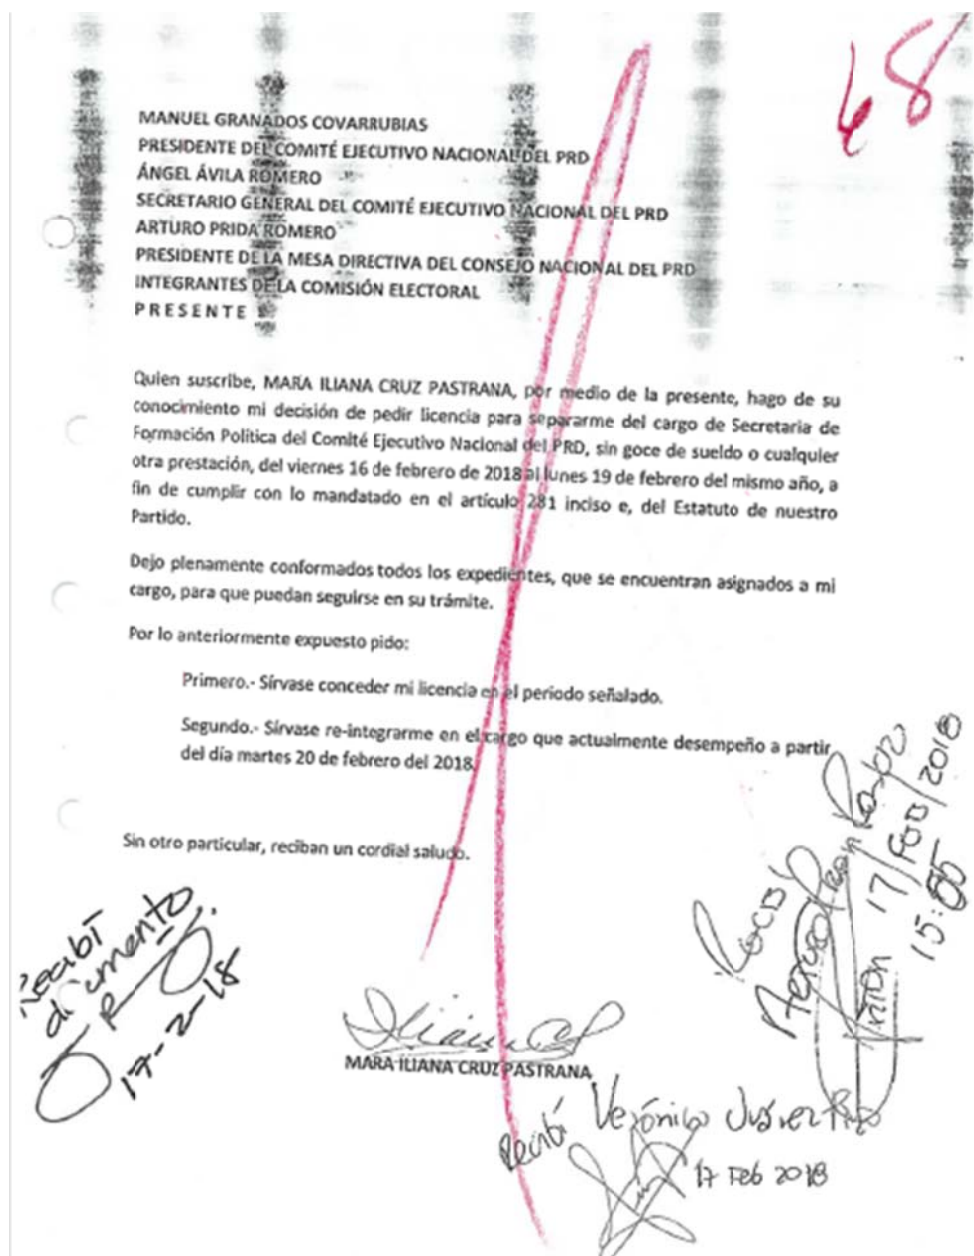 68
MANUEL GRANADOS COVARRUBIAS
PRESIDENTE DEL COMITÉ EJECUTIVO NACIONAL DEL PRD
ÁNGEL ÁVILA ROMERO
SECRETARIO GENERAL DEL COMITÉ EJECUTIVO NACIONAL DEL PRD
ARTURO PRIDA ROMERO
PRESIDENTE DE LA MESA DIRECTIVA DEL CONSEJO NACIONAL DEL PRD
INTEGRANTES DE LA COMISIÓN ELECTORAL
P R E S E N T E
Quien suscribe, MARA ILIANA CRUZ PASTRANA, por medio de la presente, hago de su
conocimiento mi decisión de pedir licencia para separarme del cargo de Secretaria de
Formación Política del Comité Ejecutivo Nacional del PRD, sin goce de sueldo o cualquier
otra prestación, del viernes 16 de febrero de 2018 al lunes 19 de febrero del mismo año, a
fin de cumplir con lo mandatado en el artículo 281 inciso e, del Estatuto de nuestro
Partido.
Dejo plenamente conformados todos los expedientes, que se encuentran asignados a mi
cargo, para que puedan seguirse en su trámite.
Por lo anteriormente expuesto pido:
Primero.- Sírvase conceder mi licencia en el periodo señalado.
Segundo.- Sírvase re-integrarme en el cargo que actualmente desempeño a partir
del día martes 20 de febrero del 2018.
Sin otro particular, reciban un cordial saludo.
Recibí
17-2-18
17/FEB/2018
15:05
MARA ILIANA CRUZ PASTRANA
Recibí Verónica Juárez
17 Feb 2018